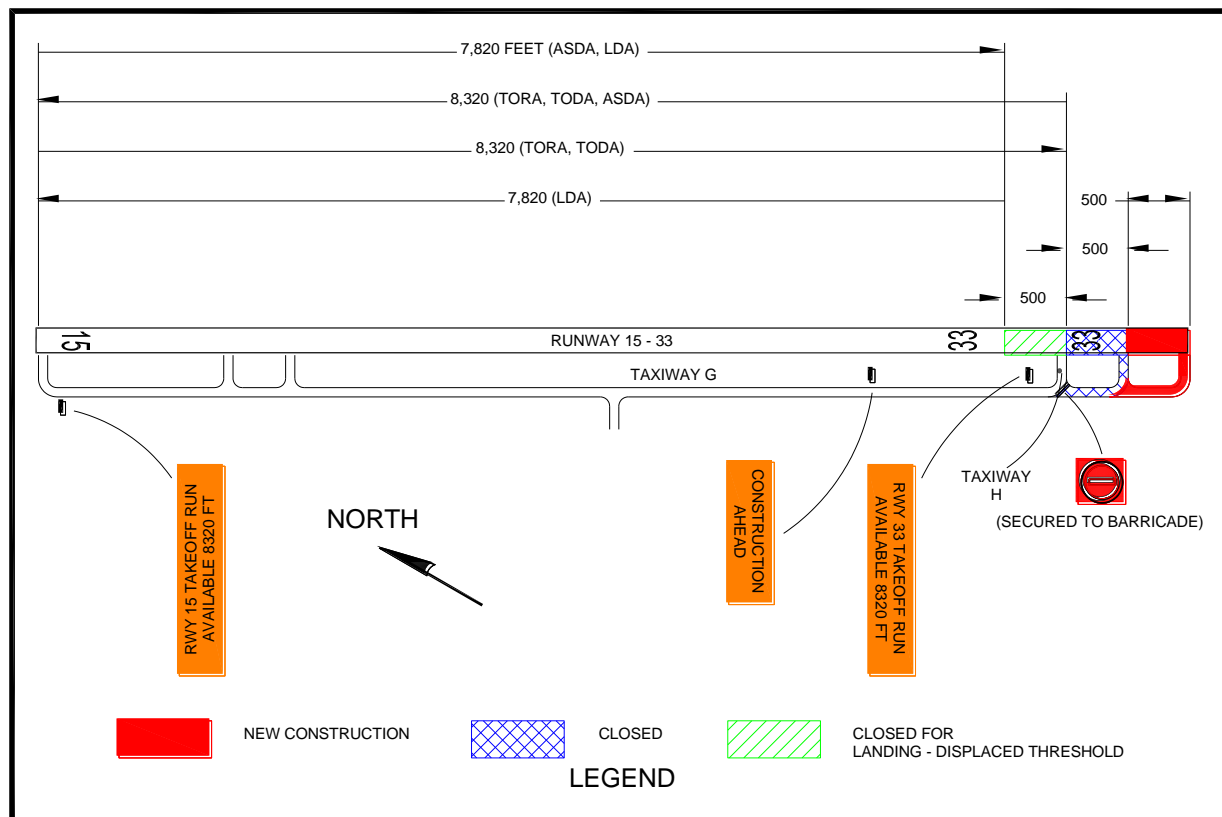 7,820 FEET (ASDA, LDA)
8,320 (TORA, TODA, ASDA)
8,320 (TORA, TODA)
7,820 (LDA)
500
500
500
15
RUNWAY 15 - 33
33
33
TAXIWAY G
RWY 15 TAKEOFF RUN
AVAILABLE 8320 FT
NORTH
CONSTRUCTION
AHEAD
RWY 33 TAKEOFF RUN
AVAILABLE 8320 FT
TAXIWAY
H
(SECURED TO BARRICADE)
NEW CONSTRUCTION
CLOSED
CLOSED FOR
LANDING - DISPLACED THRESHOLD
LEGEND